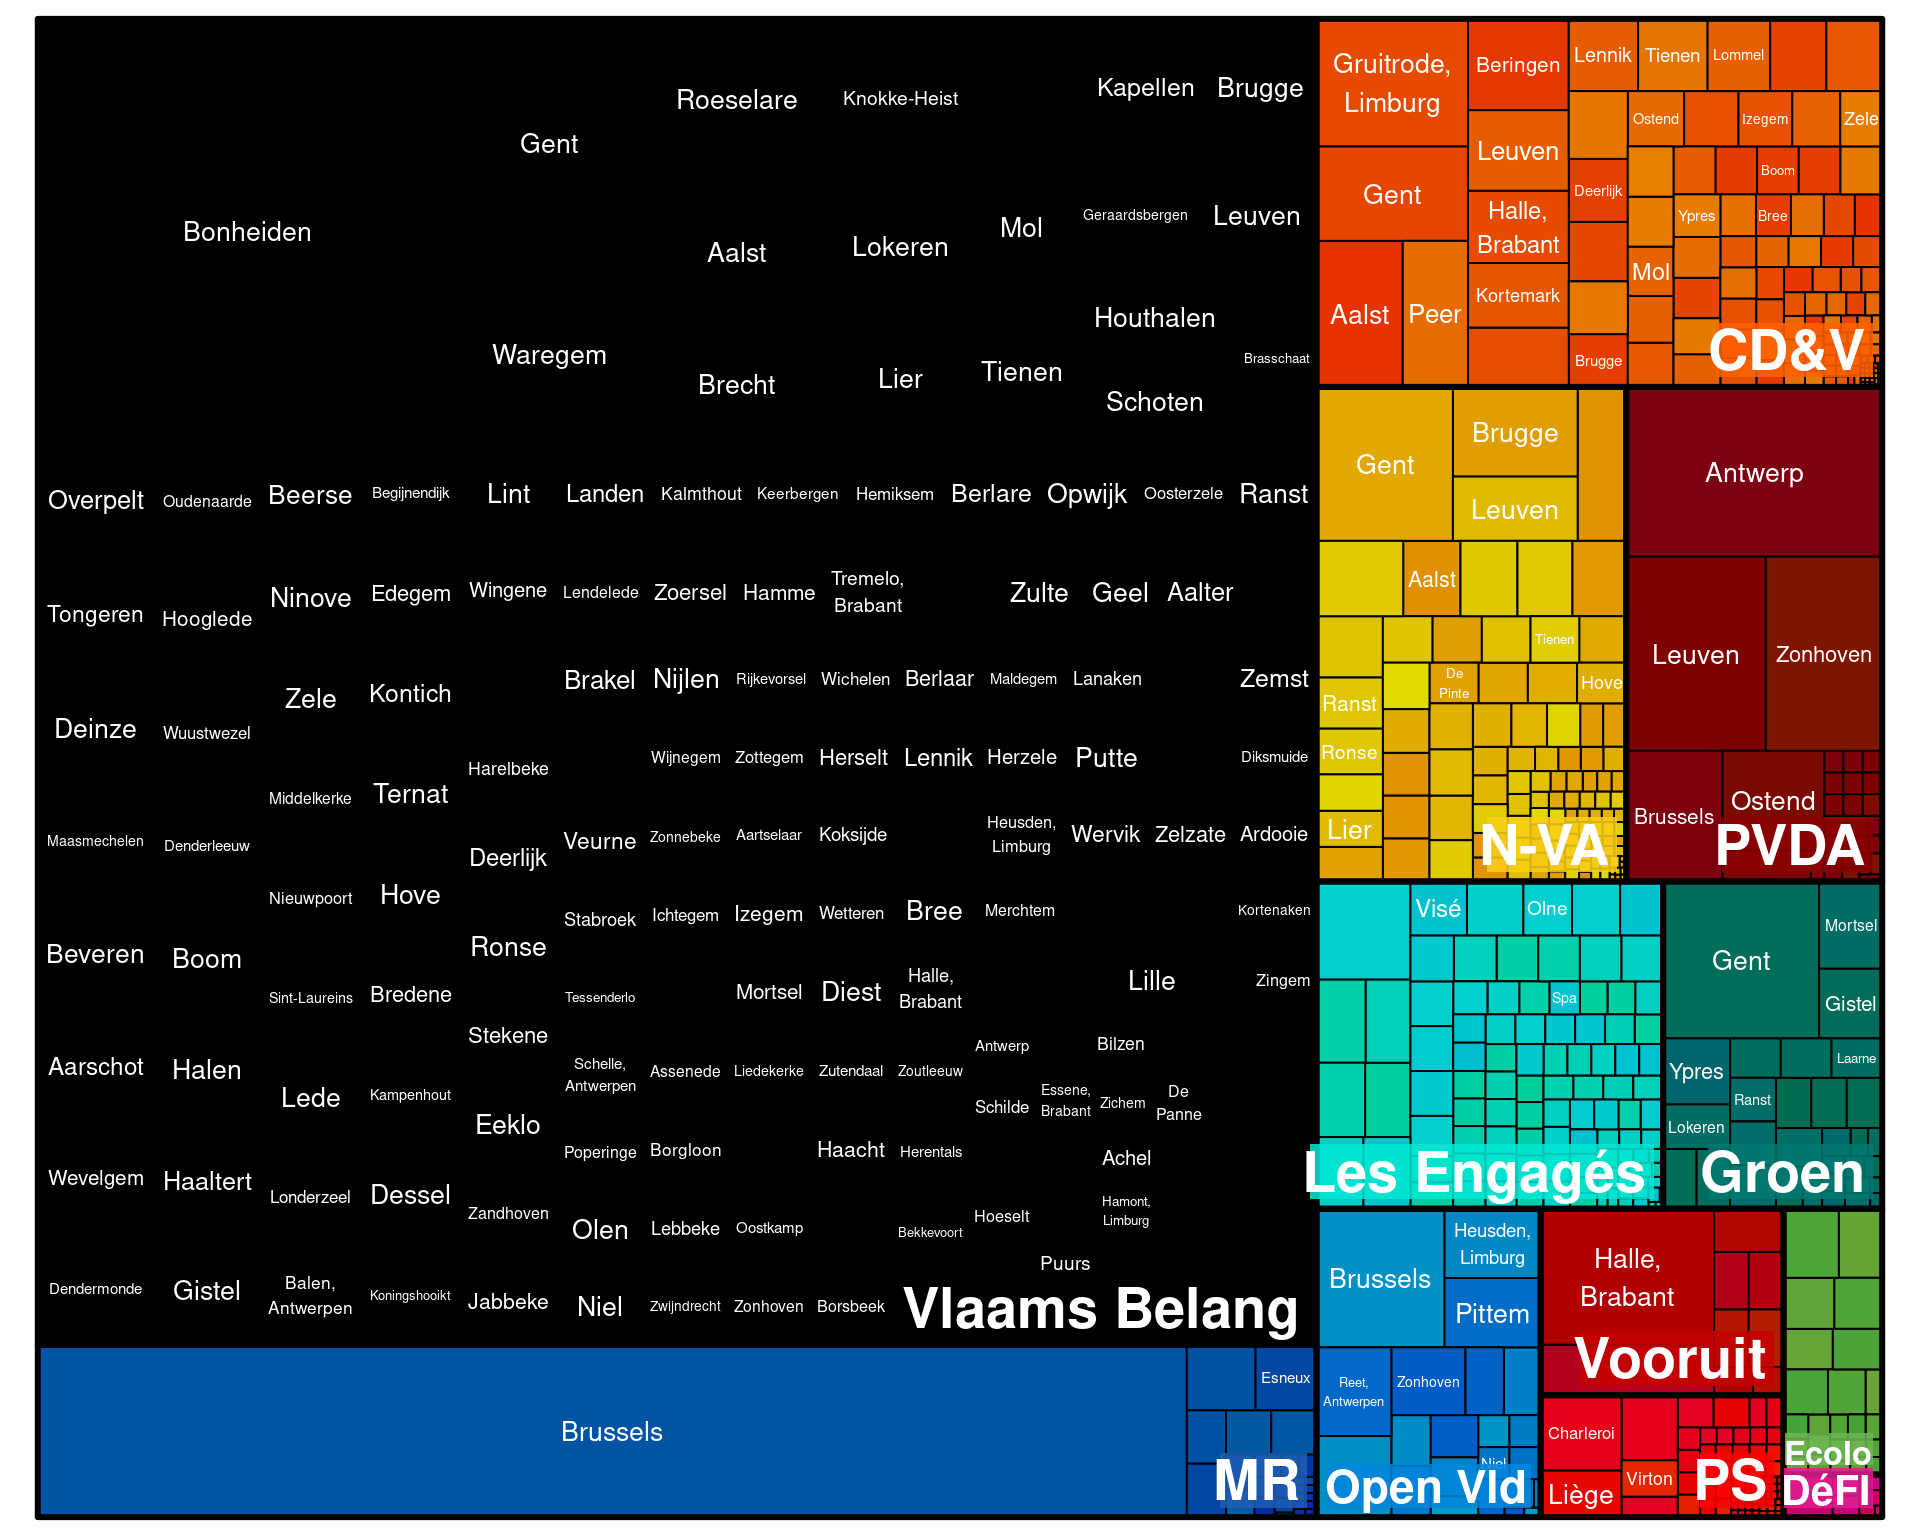 Bonheiden
Gent
Waregem
Roeselare
Aalst
Brecht
Knokke-Heist
Lokeren
Lier
Mol
Tienen
Kapellen
Brugge
Geraardsbergen
Leuven
Houthalen
Schoten
Brasschaat
Overpelt
Oudenaarde
Beerse
Begijnendijk
Lint
Landen
Kalmthout
Keerbergen
Hemiksem
Berlare
Opwijk
Oosterzele
Ranst
Tongeren
Hooglede
Ninove
Edegem
Wingene
Lendelede
Zoersel
Hamme
Tremelo,
Brabant
Zulte
Geel
Aalter
Deinze
Wuustwezel
Zele
Kontich
Brakel
Nijlen
Rijkevorsel
Wichelen
Berlaar
Maldegem
Lanaken
Zemst
Harelbeke
Wijnegem
Zottegem
Herselt
Lennik
Herzele
Putte
Diksmuide
Middelkerke
Ternat
Maasmechelen
Denderleeuw
Deerlijk
Veurne
Zonnebeke
Aartselaar
Koksijde
Heusden,
Limburg
Wervik
Zelzate
Ardooie
Nieuwpoort
Hove
Stabroek
Ichtegem
Izegem
Wetteren
Bree
Merchtem
Kortenaken
Beveren
Boom
Ronse
Sint-Laureins
Bredene
Tessenderlo
Mortsel
Diest
Halle,
Brabant
Lille
Zingem
Stekene
Antwerp
Bilzen
Aarschot
Halen
Lede
Kampenhout
Schelle,
Antwerpen
Assenede
Liedekerke
Zutendaal
Zoutleeuw
Schilde
Essene,
Brabant
Zichem
De
Panne
Eeklo
Poperinge
Borgloon
Haacht
Herentals
Achel
Wevelgem
Haaltert
Londerzeel
Dessel
Zandhoven
Olen
Lebbeke
Oostkamp
Bekkevoort
Hoeselt
Hamont,
Limburg
Puurs
Dendermonde
Gistel
Balen,
Antwerpen
Koningshooikt
Jabbeke
Niel
Zwijndrecht
Zonhoven
Borsbeek
Vlaams Belang
Brussels
Esneux
MR
Gruitrode,
Limburg
Gent
Aalst
Peer
Beringen
Leuven
Halle,
Brabant
Kortemark
Lennik
Tienen
Lommel
Ostend
Izegem
Zele
Deerlijk
Boom
Ypres
Bree
Mol
Brugge
CD&V
Gent
Brugge
Leuven
Aalst
Tienen
De
Pinte
Hove
Ranst
Ronse
Lier
N-VA
Antwerp
Leuven
Zonhoven
Brussels
Ostend
PVDA
Visé
Olne
Spa
Les Engagés
Gent
Mortsel
Gistel
Ypres
Laarne
Ranst
Lokeren
Groen
Brussels
Heusden,
Limburg
Pittem
Reet,
Antwerpen
Zonhoven
Niel
Open Vld
Halle,
Brabant
Vooruit
Charleroi
Liège
Virton
PS
Ecolo
DéFI